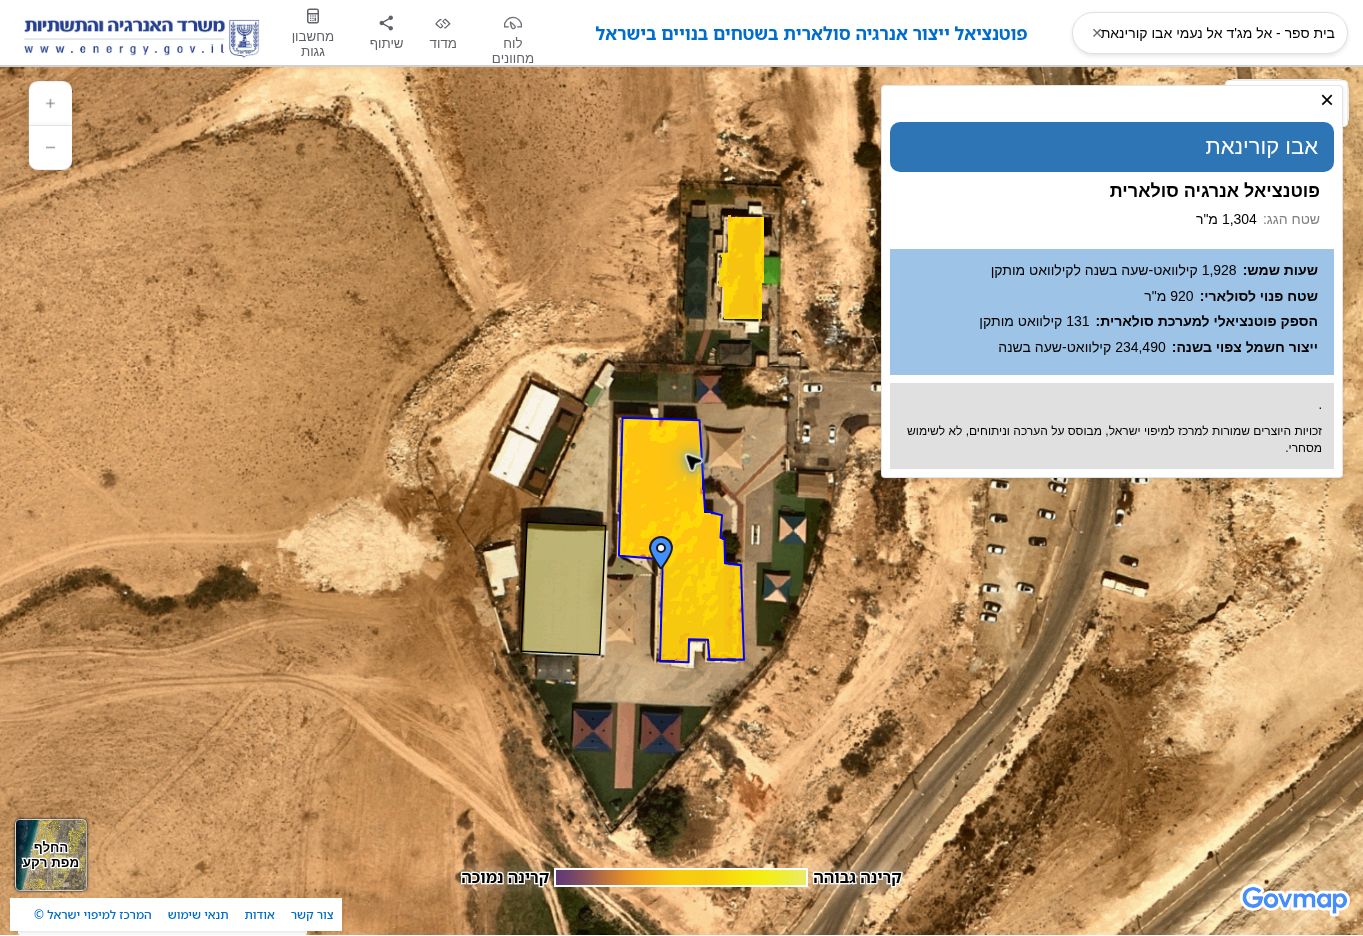 בית ספר - אל מג'ד אל נעמי אבו קורינאת
פוטנציאל ייצור אנרגיה סולארית בשטחים בנויים בישראל
לוח מחוונים
מדוד
שיתוף
מחשבון גגות
משרד האנרגיה והתשתיות
www.energy.gov.il
אבו קורינאת
פוטנציאל אנרגיה סולארית
שטח הגג: 1,304 מ"ר
שעות שמש: 1,928 קילוואט-שעה בשנה לקילוואט מותקן
שטח פנוי לסולארי: 920 מ"ר
הספק פוטנציאלי למערכת סולארית: 131 קילוואט מותקן
ייצור חשמל צפוי בשנה: 234,490 קילוואט-שעה בשנה
.
זכויות היוצרים שמורות למרכז למיפוי ישראל, מבוסס על הערכה וניתוחים, לא לשימוש
מסחרי.
החלף
מפת רקע
קרינה גבוהה
קרינה נמוכה
Govmap
צור קשר אודות תנאי שימוש המרכז למיפוי ישראל ©